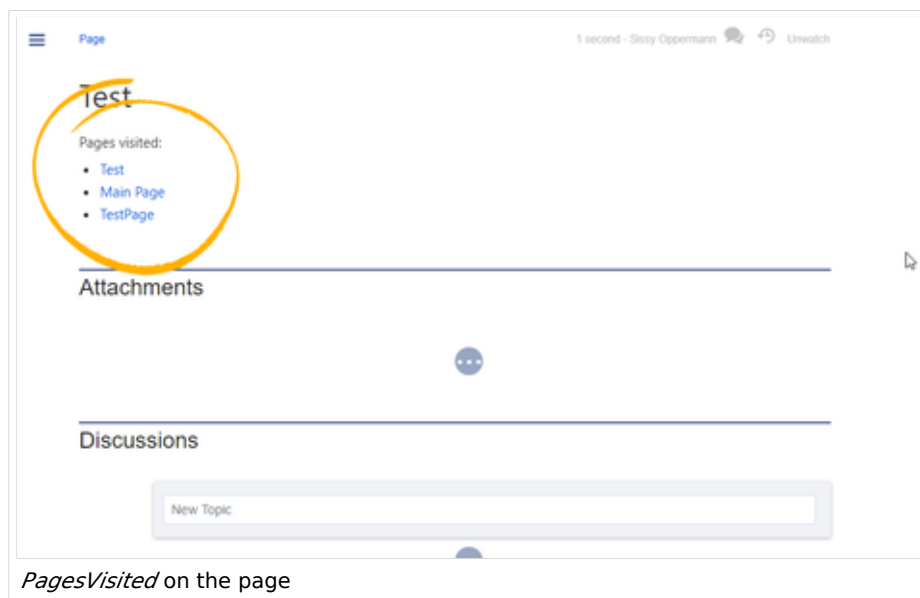 Page
1 second - Sissy Oppermann Unwatch
Test
Pages visited:
• Test
• Main Page
• TestPage
Attachments
Discussions
New Topic
PagesVisited on the page